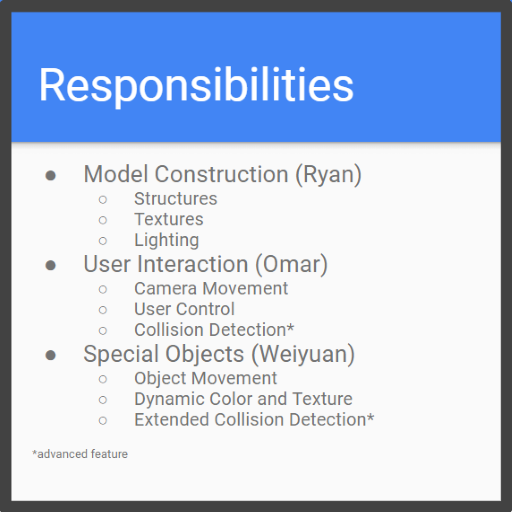 Responsibilities
● Model Construction (Ryan)
○ Structures
○ Textures
○ Lighting
● User Interaction (Omar)
○ Camera Movement
○ User Control
○ Collision Detection*
● Special Objects (Weiyuan)
○ Object Movement
○ Dynamic Color and Texture
○ Extended Collision Detection*
*advanced feature